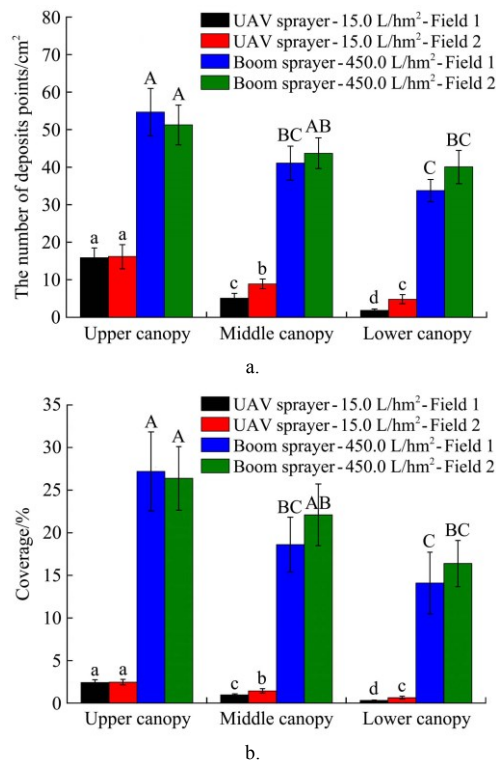 UAV sprayer-15.0 L/hm²-Field 1
UAV sprayer-15.0 L/hm²-Field 2
Boom sprayer-450.0 L/hm²-Field 1
Boom sprayer-450.0 L/hm²-Field 2
The number of deposits points/cm²
80
70
60
50
40
30
20
10
0
a a A A
c b BC AB
d c C BC
Upper canopy Middle canopy Lower canopy
a.
UAV sprayer-15.0 L/hm²-Field 1
UAV sprayer-15.0 L/hm²-Field 2
Boom sprayer-450.0 L/hm²-Field 1
Boom sprayer-450.0 L/hm²-Field 2
Coverage/%
35
30
25
20
15
10
5
0
a a A A
c b BC AB
d c C BC
Upper canopy Middle canopy Lower canopy
b.